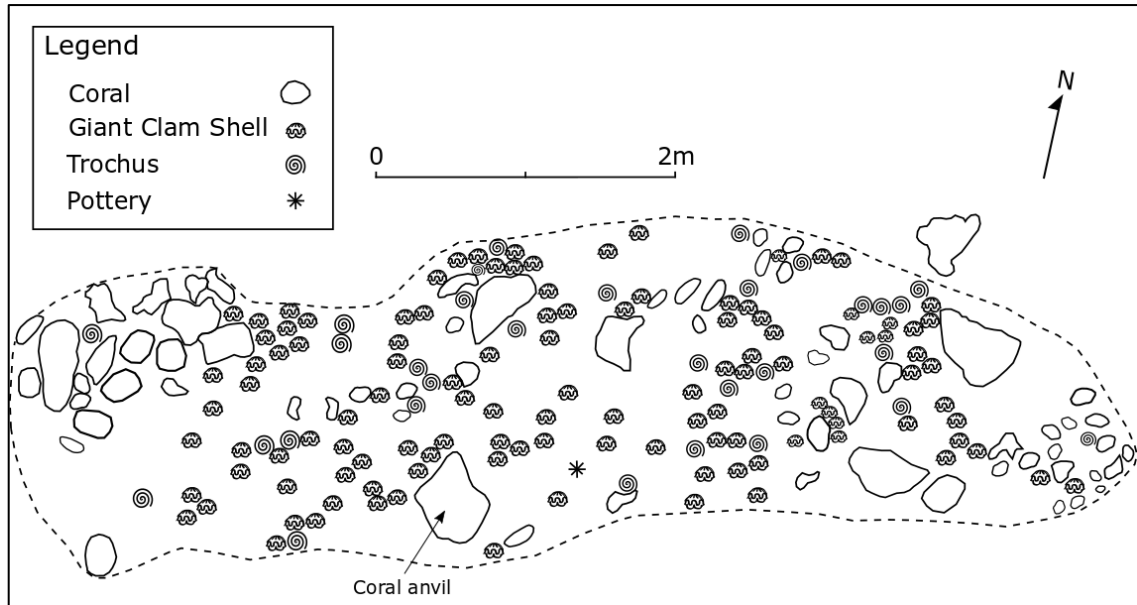 Legend
Coral
Giant Clam Shell
Trochus
Pottery
0 2m
N
Coral anvil